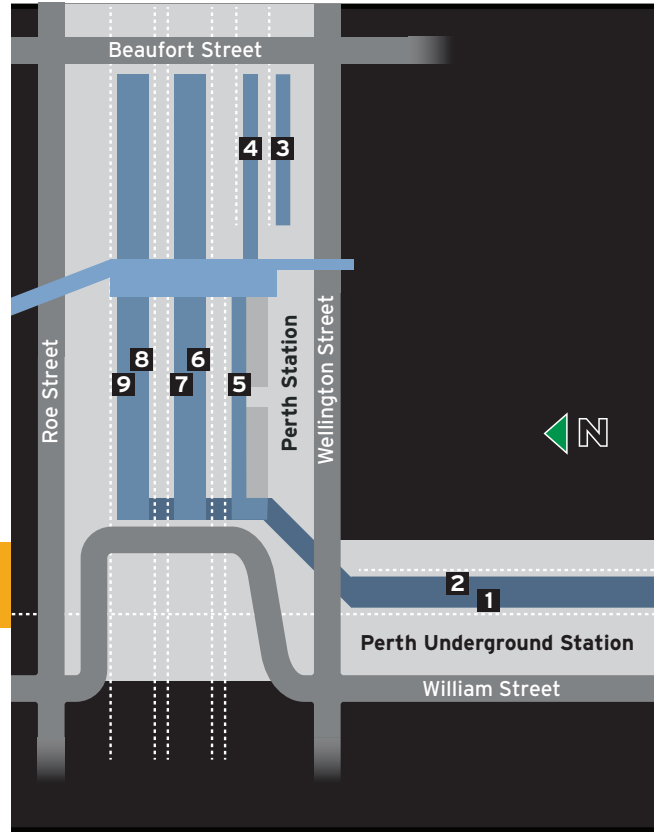 Beaufort Street
4
3
Roe Street
8
9
6
7
5
Perth Station
Wellington Street
N
2
1
Perth Underground Station
William Street